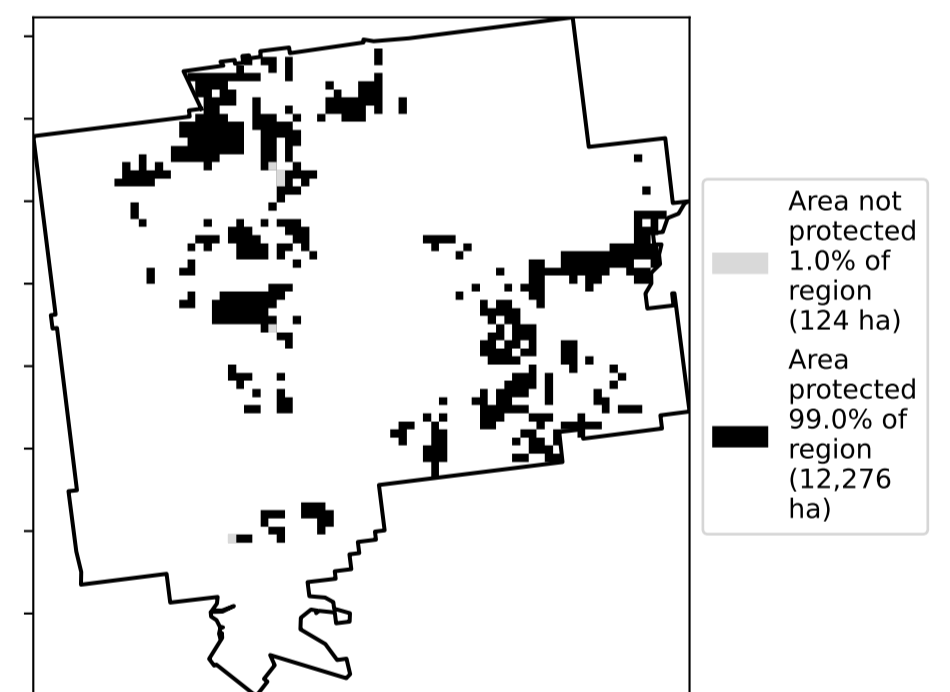 Area not
protected
1.0% of
region
(124 ha)
Area
protected
99.0% of
region
(12,276
ha)